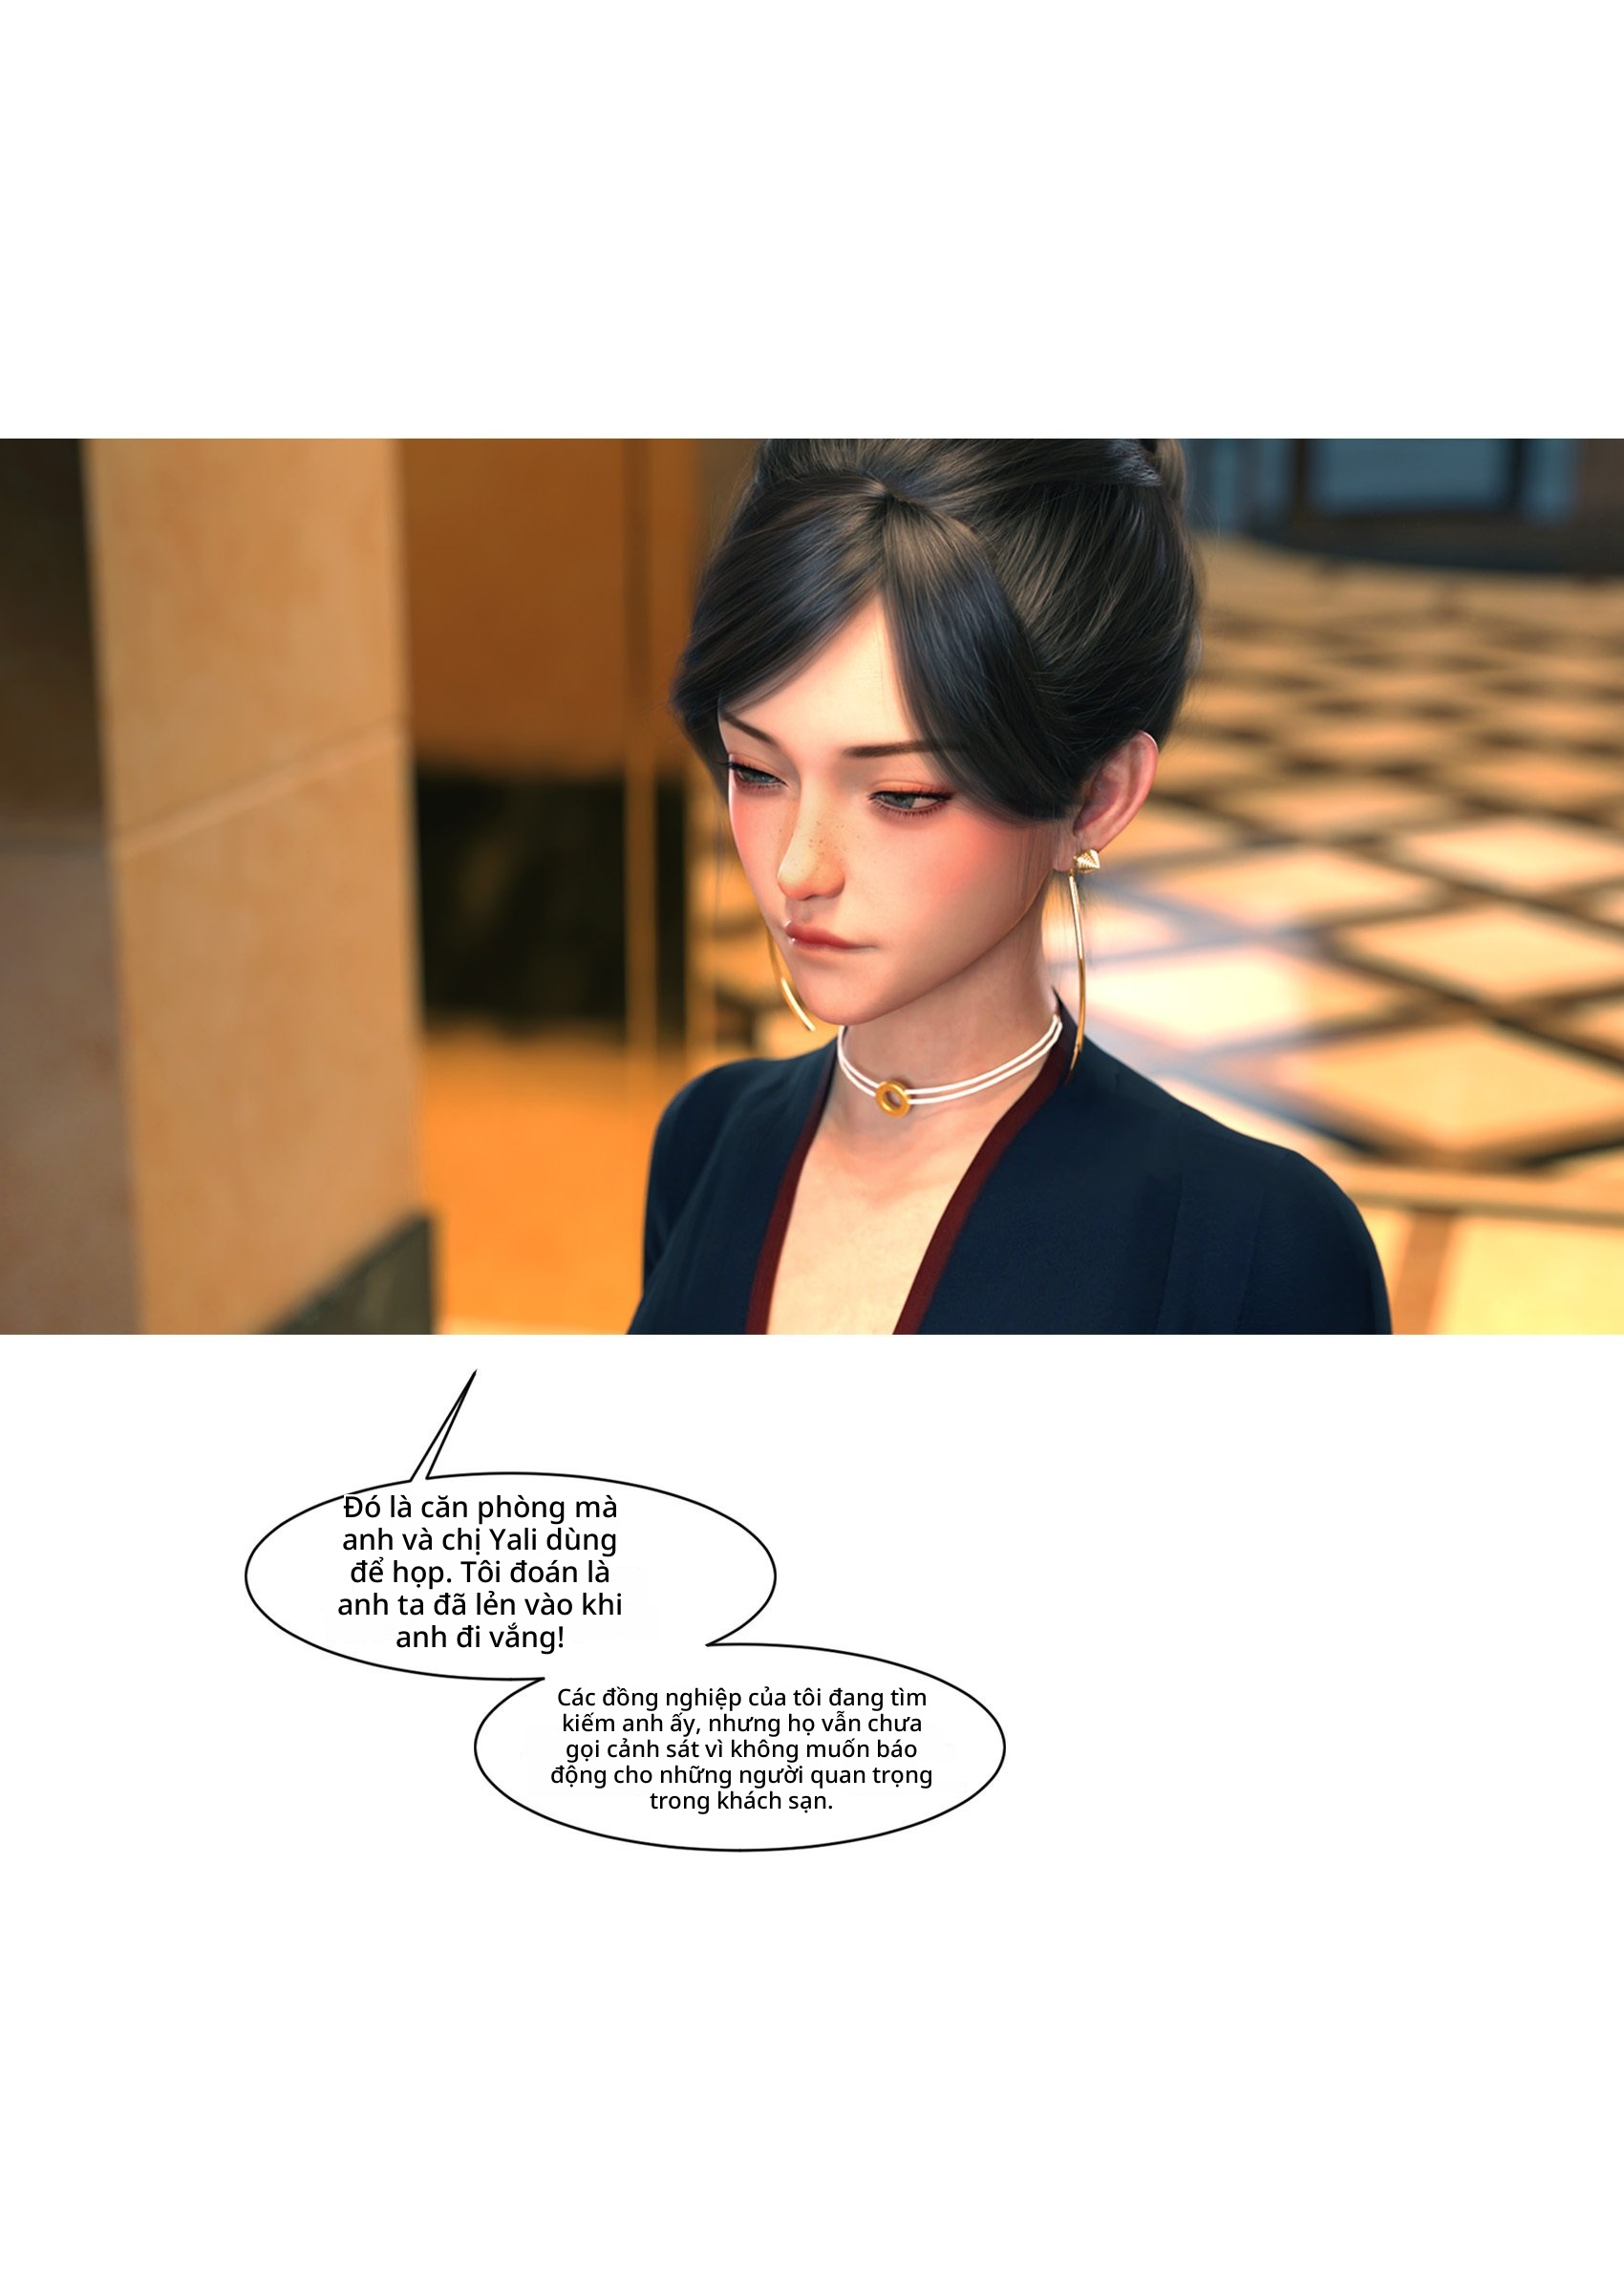 Đó là căn phòng mà
anh và chị Yali dùng
để họp. Tôi đoán là
anh ta đã lẻn vào khi
anh đi vắng!
Các đồng nghiệp của tôi đang tìm
kiếm anh ấy, nhưng họ vẫn chưa
gọi cảnh sát vì không muốn báo
động cho những người quan trọng
trong khách sạn.